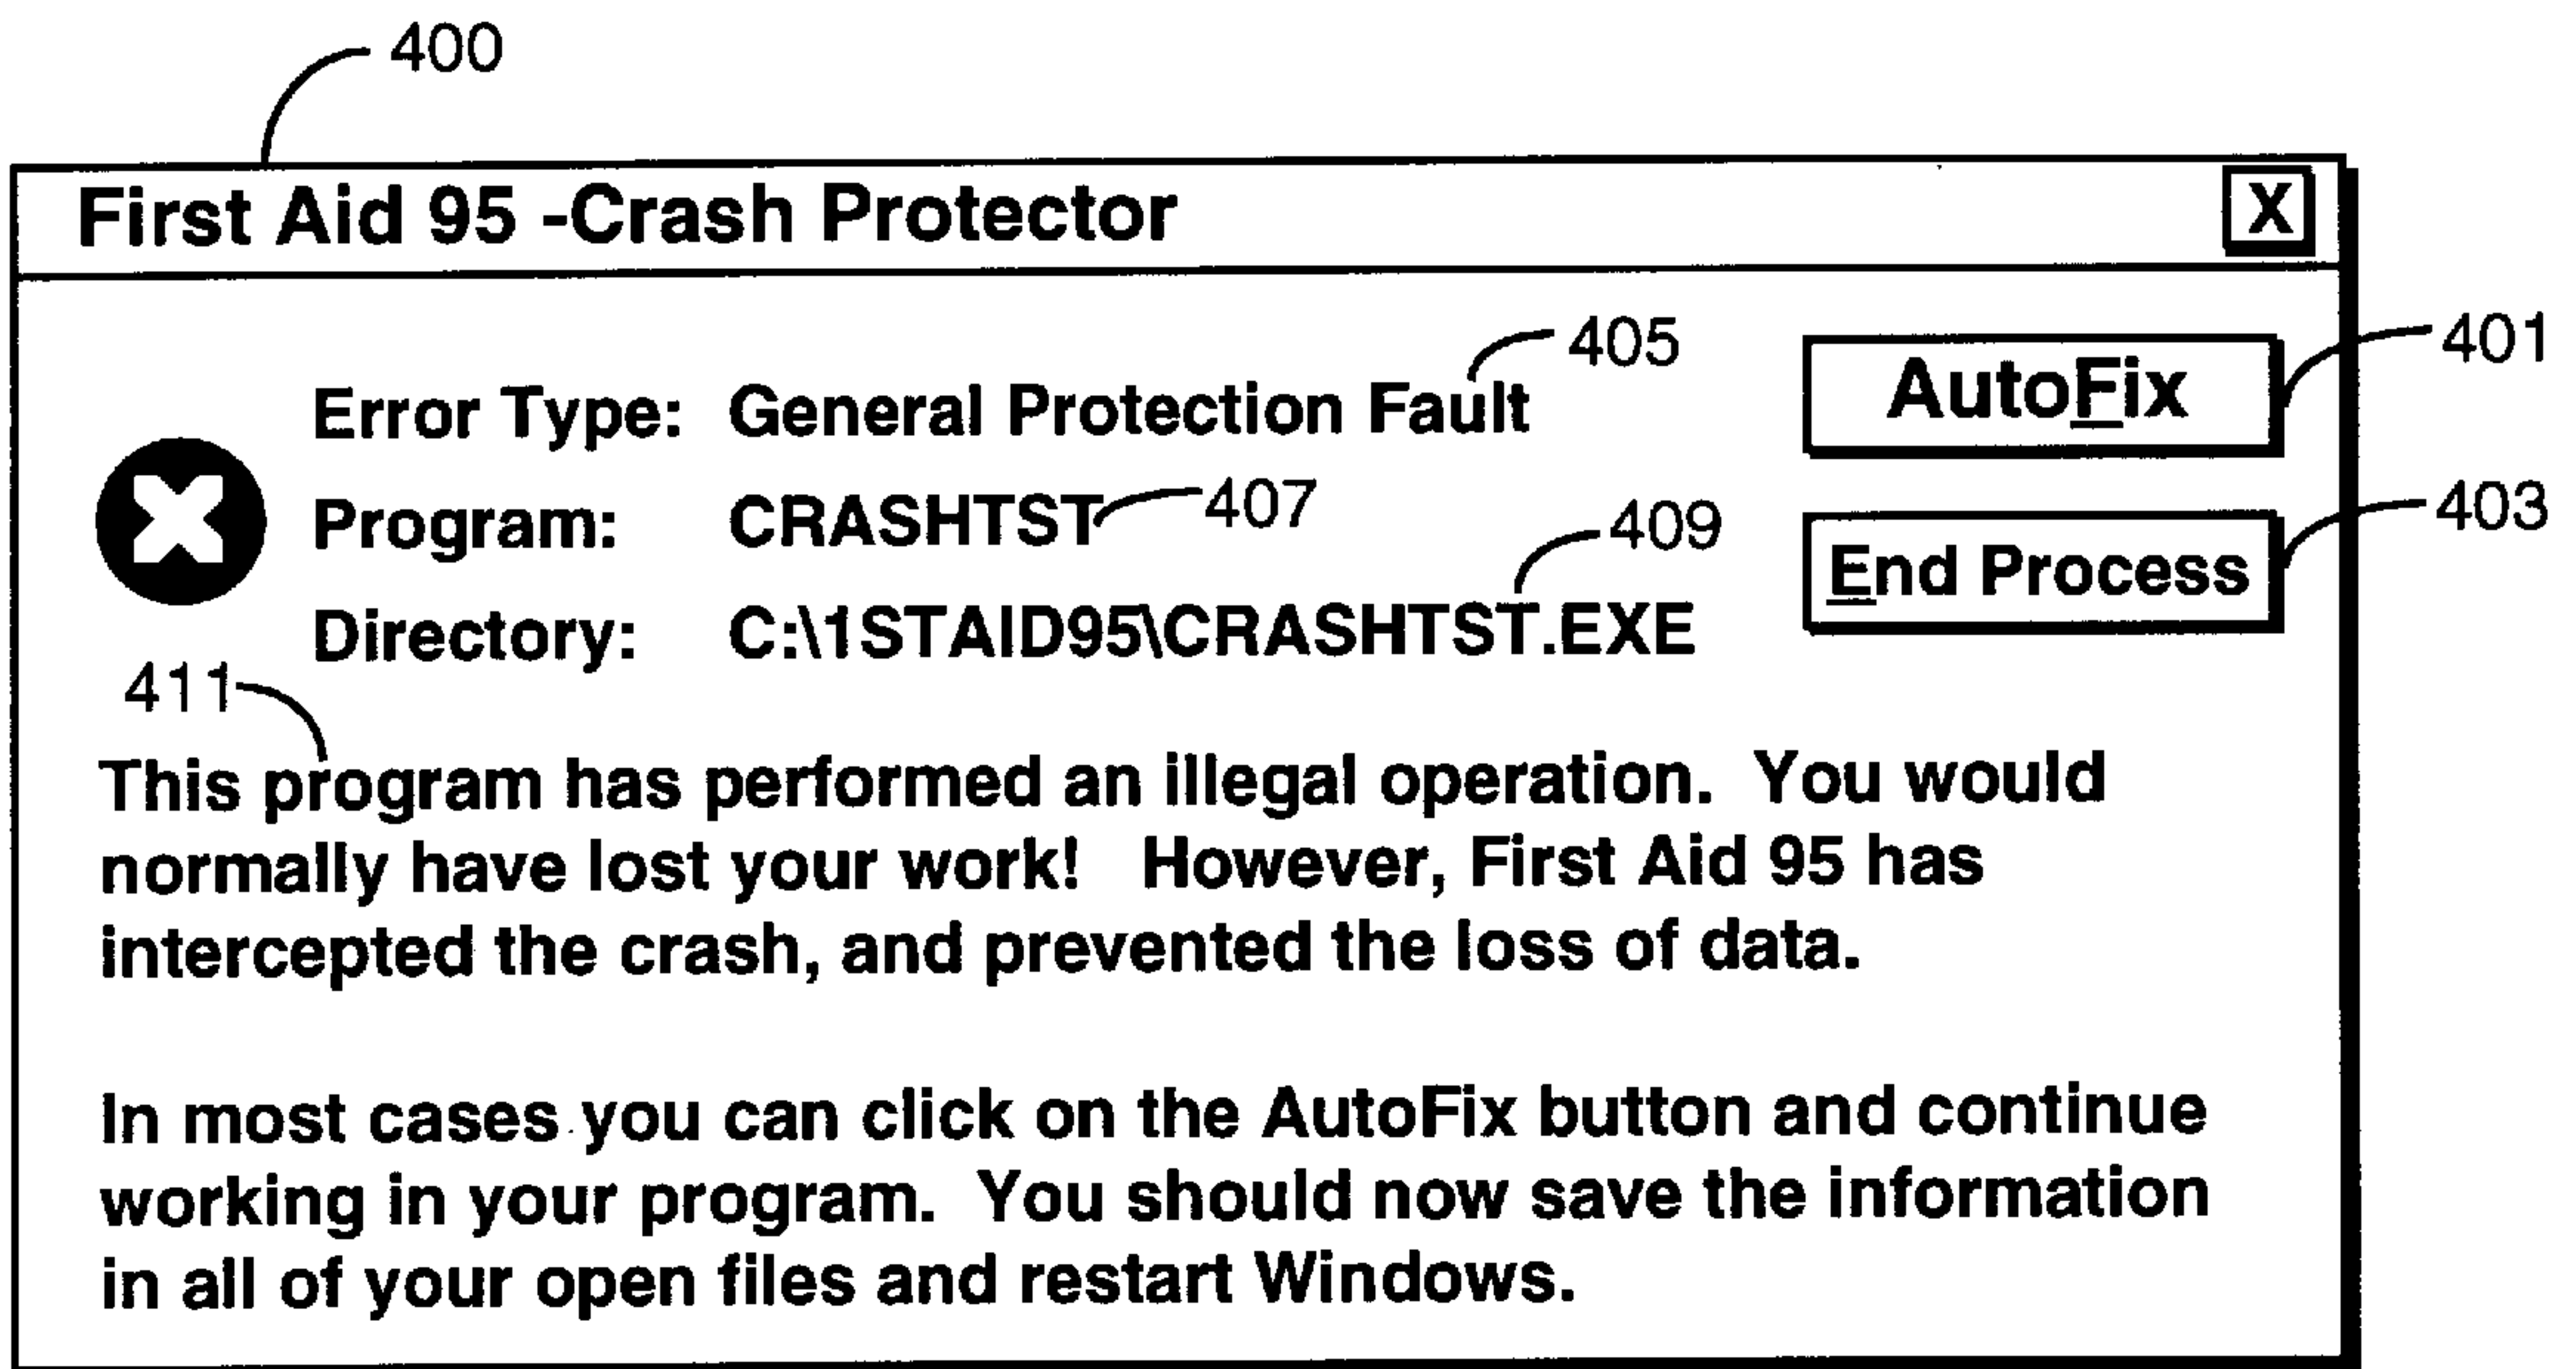 400
First Aid 95 -Crash Protector X
405
401
Error Type: General Protection Fault AutoFix
Program: CRASHTST 407
409
403
End Process
Directory: C:\1STAID95\CRASHTST.EXE
411
This program has performed an illegal operation. You would
normally have lost your work! However, First Aid 95 has
intercepted the crash, and prevented the loss of data.
In most cases you can click on the AutoFix button and continue
working in your program. You should now save the information
in all of your open files and restart Windows.